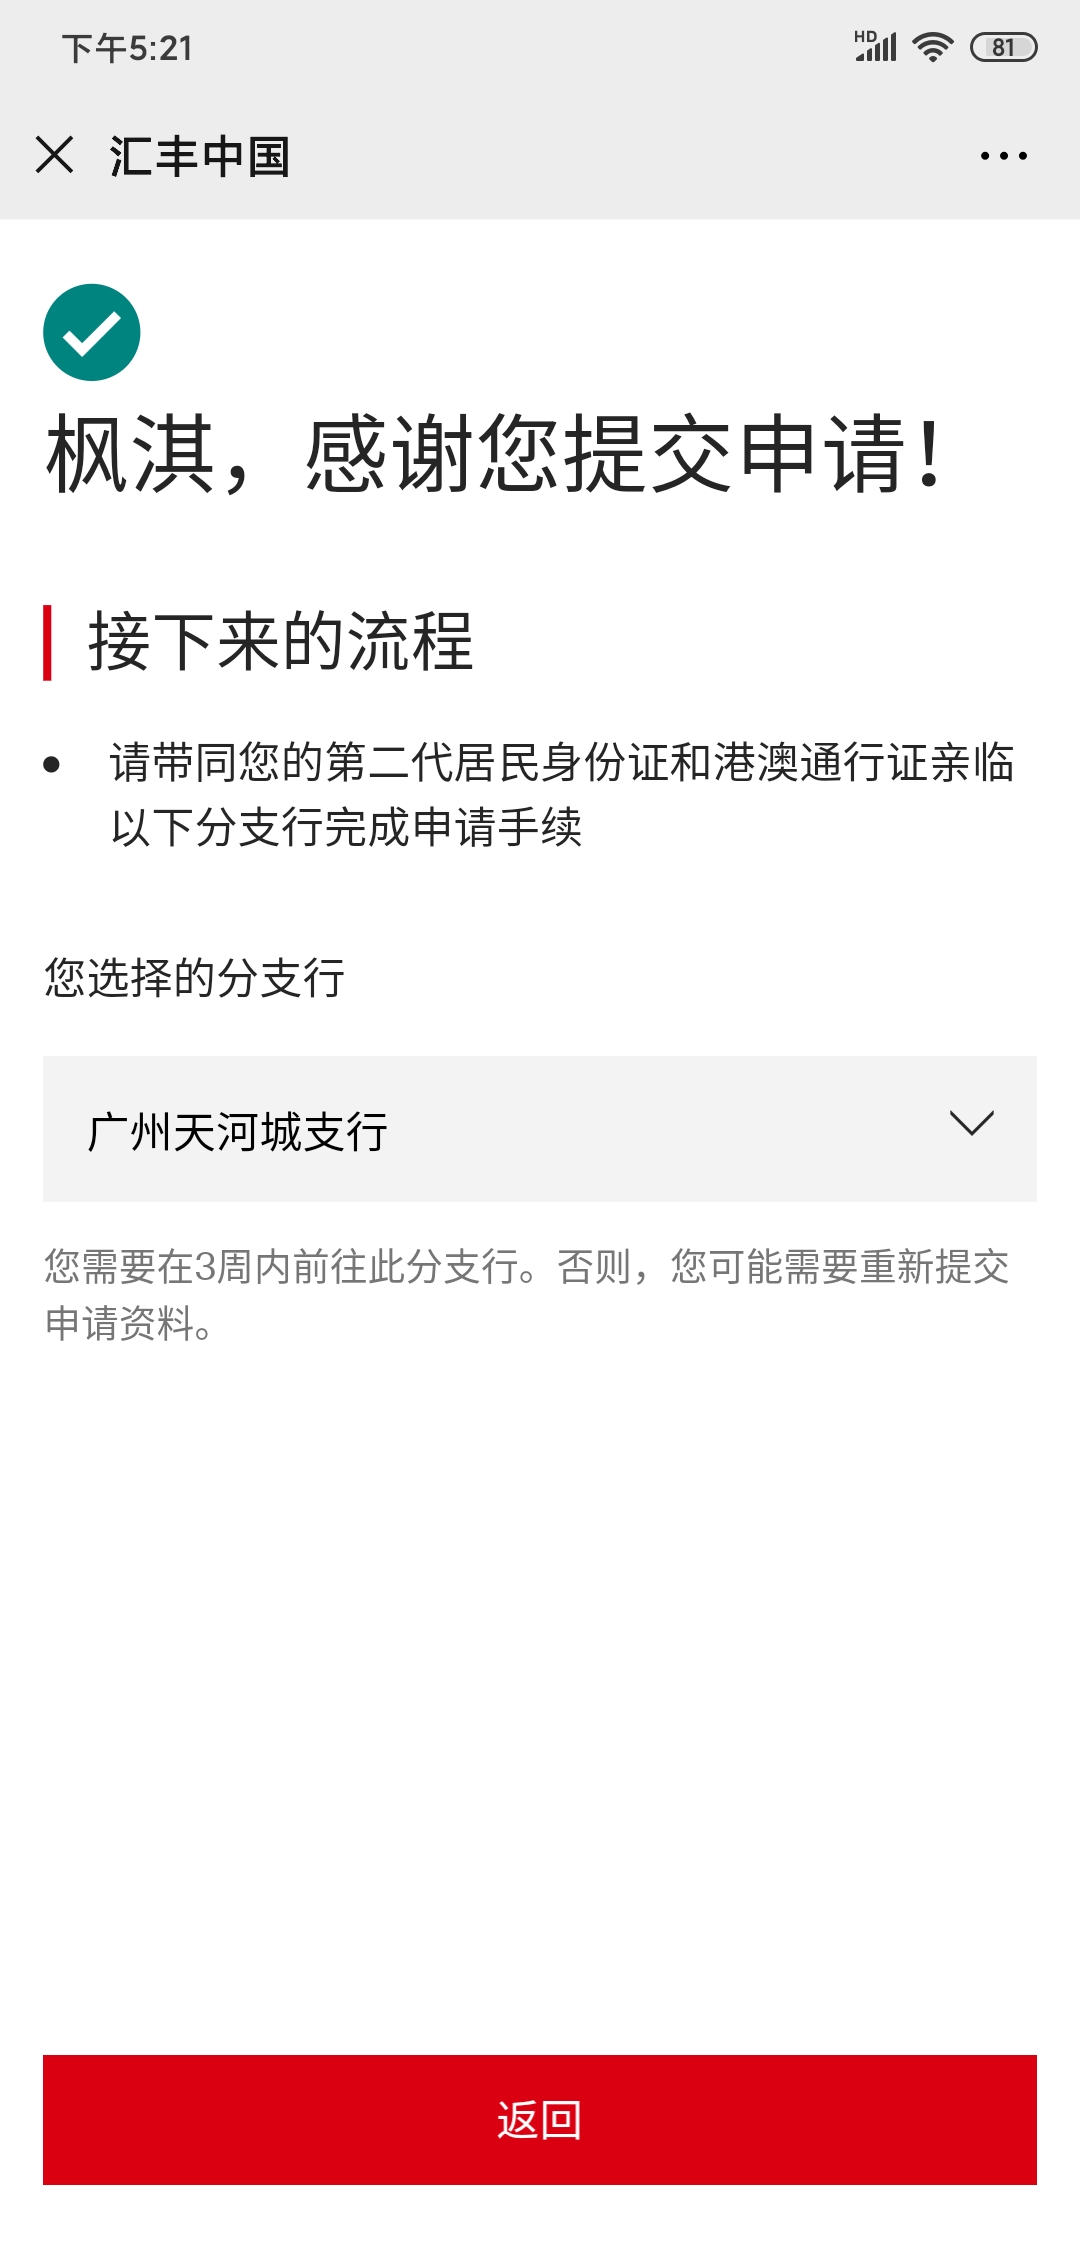 下午5:21
HD
81
汇丰中国
枫淇，感谢您提交申请！
接下来的流程
请带同您的第二代居民身份证和港澳通行证亲临
以下分支行完成申请手续
您选择的分支行
广州天河城支行
您需要在3周内前往此分支行。否则，您可能需要重新提交
申请资料。
返回